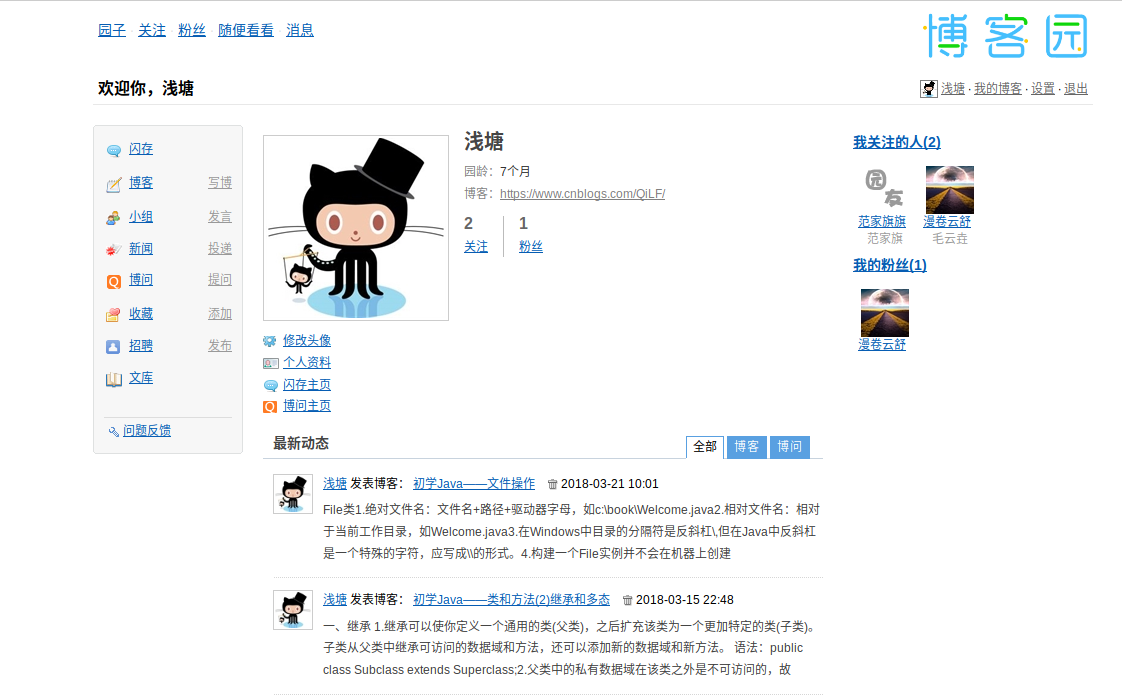 园子 · 关注 · 粉丝 · 随便看看 · 消息
博客园
欢迎你，浅塘
浅塘 · 我的博客 · 设置 · 退出
闪存
博客 写博
小组 发言
新闻 投递
博问 提问
收藏 添加
招聘 发布
文库
问题反馈
浅塘
园龄：7个月
博客：https://www.cnblogs.com/QiLF/
2 1
关注 粉丝
修改头像
个人资料
闪存主页
博问主页
我关注的人(2)
园友
范家旗旗 漫卷云舒
范家旗 毛云垚
我的粉丝(1)
漫卷云舒
最新动态 全部 博客 博问
浅塘 发表博客： 初学Java——文件操作 2018-03-21 10:01
File类1.绝对文件名：文件名+路径+驱动器字母，如c:\book\Welcome.java2.相对文件名：相对
于当前工作目录，如Welcome.java3.在Windows中目录的分隔符是反斜杠\,但在Java中反斜杠
是一个特殊的字符，应写成\\的形式。4.构建一个File实例并不会在机器上创建
浅塘 发表博客： 初学Java——类和方法(2)继承和多态 2018-03-15 22:48
一、继承 1.继承可以使你定义一个通用的类(父类)，之后扩充该类为一个更加特定的类(子类)。
子类从父类中继承可访问的数据域和方法，还可以添加新的数据域和新方法。 语法：public
class Subclass extends Superclass;2.父类中的私有数据域在该类之外是不可访问的，故